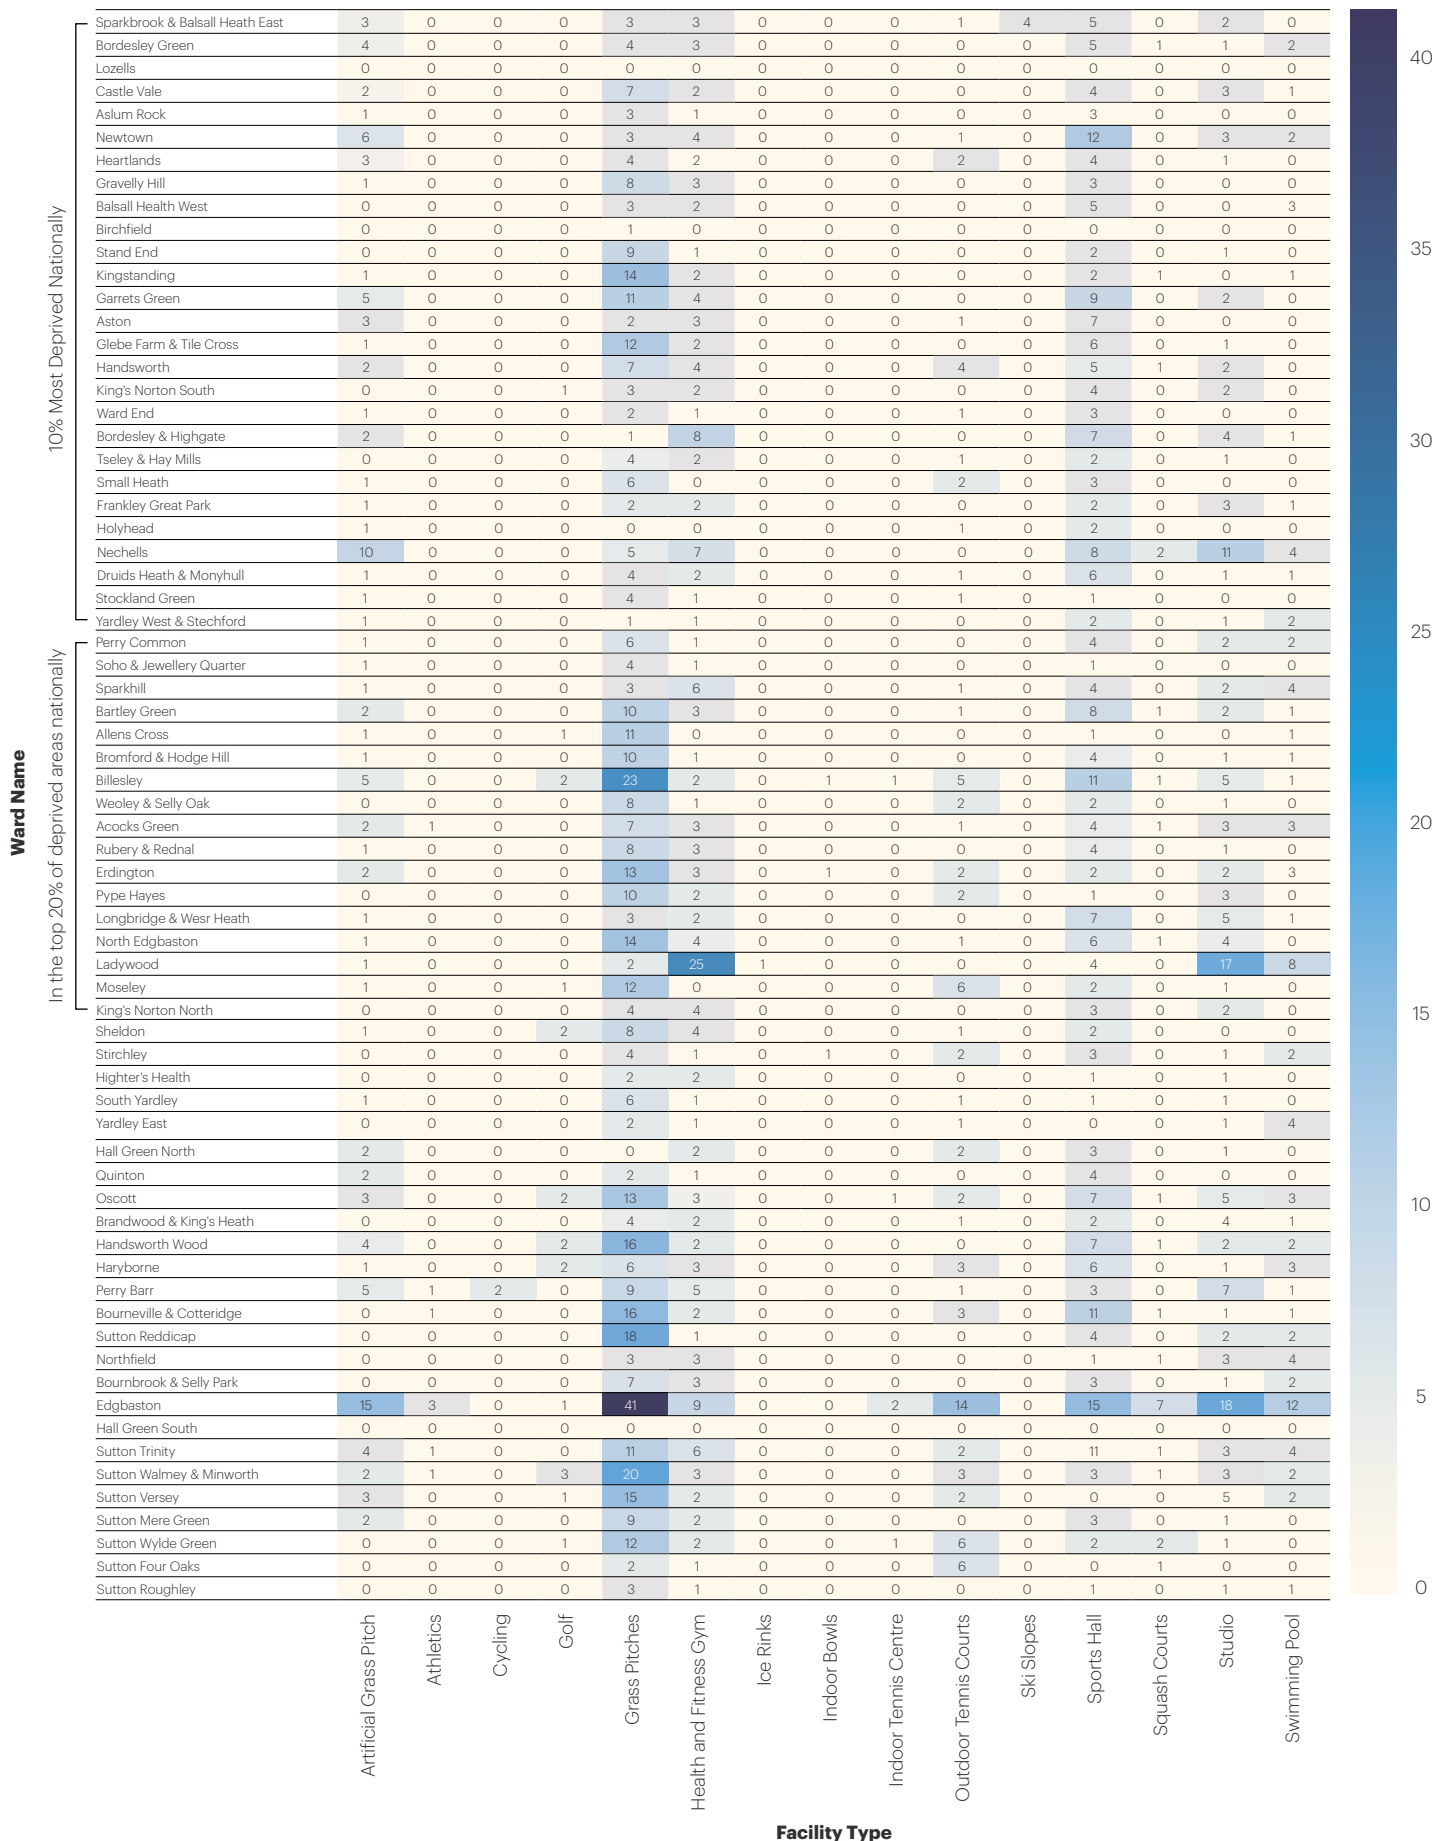 Sparkbrook & Balsall Heath East 3 0 0 0 3 3 0 0 0 1 4 5 0 2 0
Bordesley Green 4 0 0 0 4 3 0 0 0 0 0 5 1 1 2
Lozells 0 0 0 0 0 0 0 0 0 0 0 0 0 0 0
Castle Vale 2 0 0 0 7 2 0 0 0 0 0 4 0 3 1
Aslum Rock 1 0 0 0 3 1 0 0 0 0 0 3 0 0 0
Newtown 6 0 0 0 3 4 0 0 0 1 0 12 0 3 2
Heartlands 3 0 0 0 4 2 0 0 0 2 0 4 0 1 0
Gravelly Hill 1 0 0 0 8 3 0 0 0 0 0 3 0 0 0
Balsall Health West 0 0 0 0 3 2 0 0 0 0 0 5 0 0 3
Birchfield 0 0 0 0 1 0 0 0 0 0 0 0 0 0 0
Stand End 0 0 0 0 9 1 0 0 0 0 0 2 0 1 0
Kingstanding 1 0 0 0 14 2 0 0 0 0 0 2 1 0 1
Garrets Green 5 0 0 0 11 4 0 0 0 0 0 9 0 2 0
Aston 3 0 0 0 2 3 0 0 0 1 0 7 0 0 0
Glebe Farm & Tile Cross 1 0 0 0 12 2 0 0 0 0 0 6 0 1 0
Handsworth 2 0 0 0 7 4 0 0 0 4 0 5 1 2 0
King's Norton South 0 0 0 1 3 2 0 0 0 0 0 4 0 2 0
Ward End 1 0 0 0 2 1 0 0 0 1 0 3 0 0 0
Bordesley & Highgate 2 0 0 0 1 8 0 0 0 0 0 7 0 4 1
Tseley & Hay Mills 0 0 0 0 4 2 0 0 0 1 0 2 0 1 0
Small Heath 1 0 0 0 6 0 0 0 0 2 0 3 0 0 0
Frankley Great Park 1 0 0 0 2 2 0 0 0 0 0 2 0 3 1
Holyhead 1 0 0 0 0 0 0 0 0 1 0 2 0 0 0
Nechells 10 0 0 0 5 7 0 0 0 0 0 8 2 11 4
Druids Heath & Monyhull 1 0 0 0 4 2 0 0 0 1 0 6 0 1 1
Stockland Green 1 0 0 0 4 1 0 0 0 1 0 1 0 0 0
Yardley West & Stechford 1 0 0 0 1 1 0 0 0 0 0 2 0 1 2
Perry Common 1 0 0 0 6 1 0 0 0 0 0 4 0 2 2
Soho & Jewellery Quarter 1 0 0 0 4 1 0 0 0 0 0 1 0 0 0
Sparkhill 1 0 0 0 3 6 0 0 0 1 0 4 0 2 4
Bartley Green 2 0 0 0 10 3 0 0 0 1 0 8 1 2 1
Allens Cross 1 0 0 1 11 0 0 0 0 0 0 1 0 0 1
Bromford & Hodge Hill 1 0 0 0 10 1 0 0 0 0 0 4 0 1 1
Billesley 5 0 0 2 23 2 0 1 1 5 0 11 1 5 1
Weoley & Selly Oak 0 0 0 0 8 1 0 0 0 2 0 2 0 1 0
Acocks Green 2 1 0 0 7 3 0 0 0 1 0 4 1 3 3
Rubery & Rednal 1 0 0 0 8 3 0 0 0 0 0 4 0 1 0
Erdington 2 0 0 0 13 3 0 1 0 2 0 2 0 2 3
Pype Hayes 0 0 0 0 10 2 0 0 0 2 0 1 0 3 0
Longbridge & Wesr Heath 1 0 0 0 3 2 0 0 0 0 0 7 0 5 1
North Edgbaston 1 0 0 0 14 4 0 0 0 1 0 6 1 4 0
Ladywood 1 0 0 0 2 25 1 0 0 0 0 4 0 17 8
Moseley 1 0 0 1 12 0 0 0 0 6 0 2 0 1 0
King's Norton North 0 0 0 0 4 4 0 0 0 0 0 3 0 2 0
Sheldon 1 0 0 2 8 4 0 0 0 1 0 2 0 0 0
Stirchley 0 0 0 0 4 1 0 1 0 2 0 3 0 1 2
Highter's Health 0 0 0 0 2 2 0 0 0 0 0 1 0 1 0
South Yardley 1 0 0 0 6 1 0 0 0 1 0 1 0 1 0
Yardley East 0 0 0 0 2 1 0 0 0 1 0 0 0 1 4
Hall Green North 2 0 0 0 0 2 0 0 0 2 0 3 0 1 0
Quinton 2 0 0 0 2 1 0 0 0 0 0 4 0 0 0
Oscott 3 0 0 2 13 3 0 0 1 2 0 7 1 5 3
Brandwood & King's Heath 0 0 0 0 4 2 0 0 0 1 0 2 0 4 1
Handsworth Wood 4 0 0 2 16 2 0 0 0 0 0 7 1 2 2
Haryborne 1 0 0 2 6 3 0 0 0 3 0 6 0 1 3
Perry Barr 5 1 2 0 9 5 0 0 0 1 0 3 0 7 1
Bourneville & Cotteridge 0 1 0 0 16 2 0 0 0 3 0 11 1 1 1
Sutton Reddicap 0 0 0 0 18 1 0 0 0 0 0 4 0 2 2
Northfield 0 0 0 0 3 3 0 0 0 0 0 1 1 3 4
Bournbrook & Selly Park 0 0 0 0 7 3 0 0 0 0 0 3 0 1 2
Edgbaston 15 3 0 1 41 9 0 0 2 14 0 15 7 18 12
Hall Green South 0 0 0 0 0 0 0 0 0 0 0 0 0 0 0
Sutton Trinity 4 1 0 0 11 6 0 0 0 2 0 11 1 3 4
Sutton Walmey & Minworth 2 1 0 3 20 3 0 0 0 3 0 3 1 3 2
Sutton Versey 3 0 0 1 15 2 0 0 0 2 0 0 0 5 2
Sutton Mere Green 2 0 0 0 9 2 0 0 0 0 0 3 0 1 0
Sutton Wylde Green 0 0 0 1 12 2 0 0 1 6 0 2 2 1 0
Sutton Four Oaks 0 0 0 0 2 1 0 0 0 6 0 0 1 0 0
Sutton Roughley 0 0 0 0 3 1 0 0 0 0 0 1 0 1 1
Artificial Grass Pitch
Athletics
Cycling
Golf
Grass Pitches
Health and Fitness Gym
Ice Rinks
Indoor Bowls
Indoor Tennis Centre
Outdoor Tennis Courts
Ski Slopes
Sports Hall
Squash Courts
Studio
Swimming Pool
Facility Type
Ward Name
10% Most Deprived Nationally
In the top 20% of deprived areas nationally
40
35
30
25
20
15
10
5
0